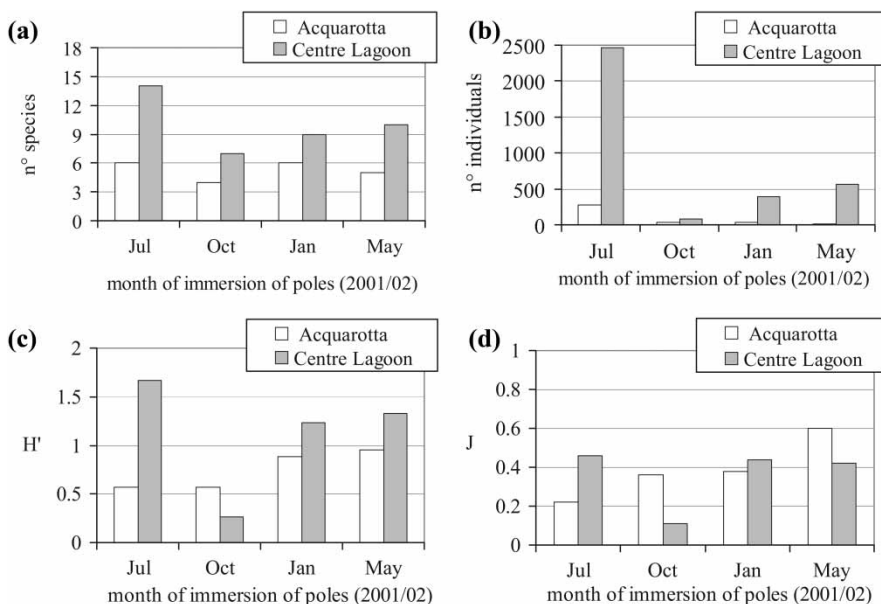 (a)
Acquarotta
Centre Lagoon
18
15
12
9
6
3
0
n° species
Jul Oct Jan May
month of immersion of poles (2001/02)
(b)
Acquarotta
Centre Lagoon
2500
2000
1500
1000
500
0
n° individuals
Jul Oct Jan May
month of immersion of poles (2001/02)
(c)
Acquarotta
Centre Lagoon
2
1.5
1
0.5
0
H'
Jul Oct Jan May
month of immersion of poles (2001/02)
(d)
Acquarotta
Centre Lagoon
1
0.8
0.6
0.4
0.2
0
J
Jul Oct Jan May
month of immersion of poles (2001/02)